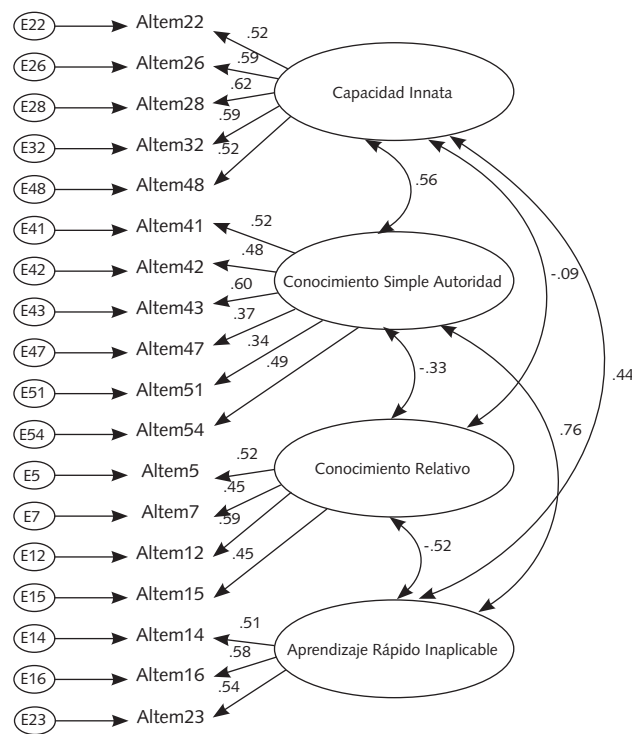 E22 Altem22
.52
E26 Altem26
.59
Capacidad Innata
.62
E28 Altem28
.59
E32 Altem32
.52
E48 Altem48
.56
E41 Altem41
.52
.48
E42 Altem42
-.09
Conocimiento Simple Autoridad
.60
E43 Altem43
.37
E47 Altem47
.34
-.33
.44
E51 Altem51
.49
E54 Altem54
.76
.52
E5 Altem5
Conocimiento Relativo
.45
E7 Altem7
.59
E12 Altem12
-.52
.45
E15 Altem15
.51
E14 Altem14
Aprendizaje Rápido Inaplicable
.58
E16 Altem16
.54
E23 Altem23